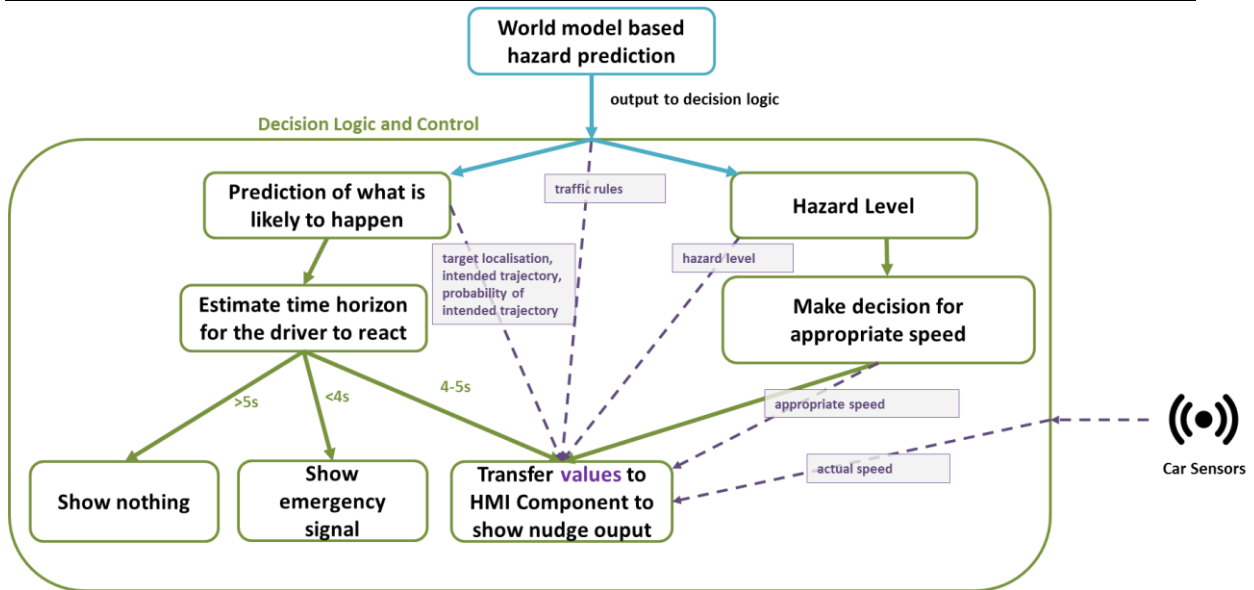 World model based
hazard prediction
output to decision logic
Decision Logic and Control
Prediction of what is
likely to happen
traffic rules
Hazard Level
target localisation,
intended trajectory,
probability of
intended trajectory
hazard level
Estimate time horizon
for the driver to react
Make decision for
appropriate speed
>5s
<4s
4-5s
appropriate speed
actual speed
Car Sensors
Show nothing
Show
emergency
signal
Transfer values to
HMI Component to
show nudge ouput